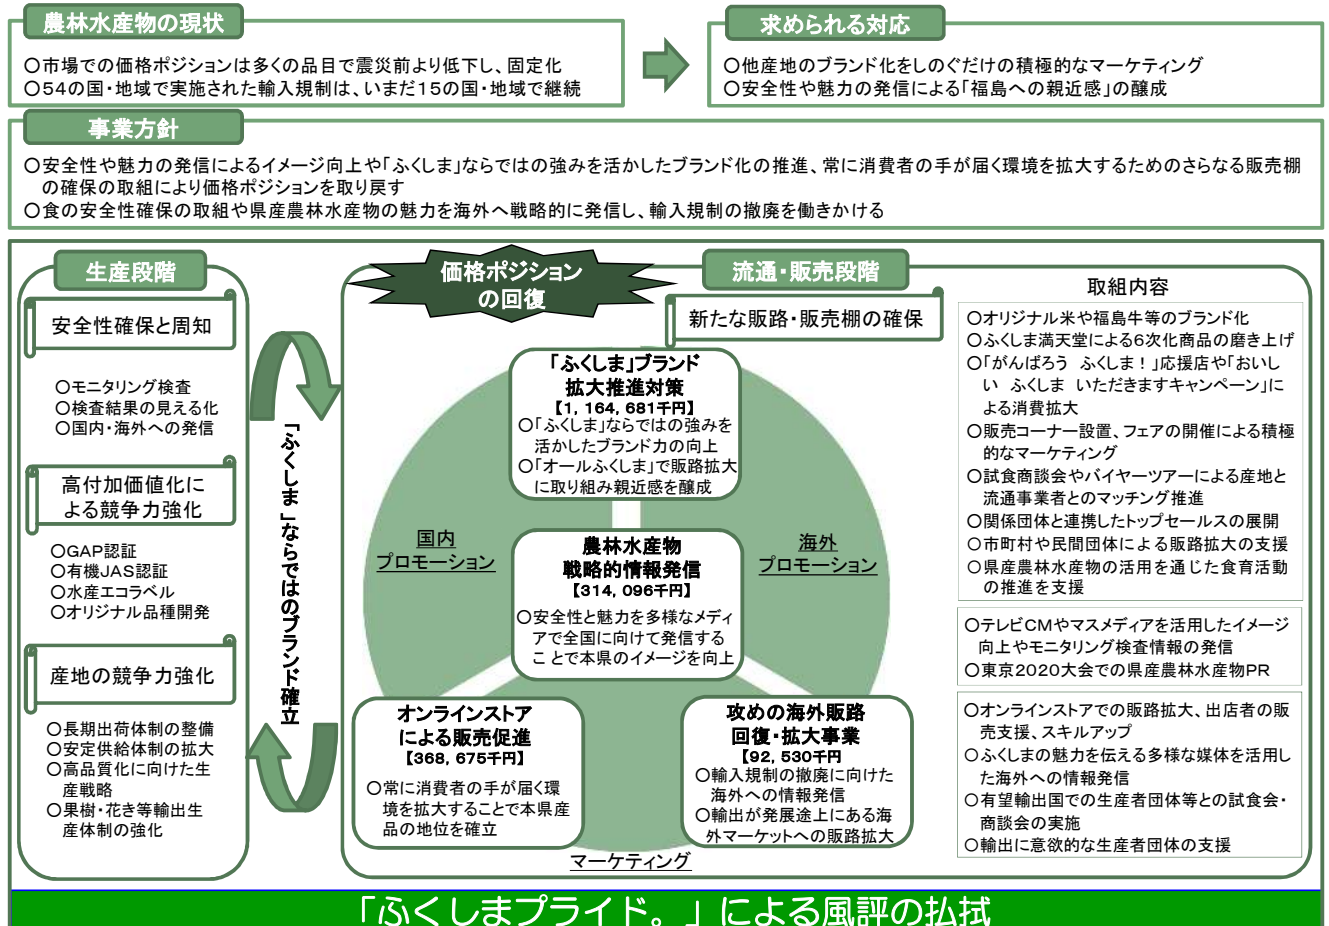 農林水産物の現状
〇市場での価格ポジションは多くの品目で震災前より低下し、固定化
〇54の国・地域で実施された輸入規制は、いまだ15の国・地域で継続
求められる対応
〇他産地のブランド化をしのぐだけの積極的なマーケティング
〇安全性や魅力の発信による「福島への親近感」の醸成
事業方針
〇安全性や魅力の発信によるイメージ向上や「ふくしま」ならではの強みを活かしたブランド化の推進、常に消費者の手が届く環境を拡大するためのさらなる販売棚
の確保の取組により価格ポジションを取り戻す
〇食の安全性確保の取組や県産農林水産物の魅力を海外へ戦略的に発信し、輸入規制の撤廃を働きかける
生産段階
安全性確保と周知
〇モニタリング検査
〇検査結果の見える化
〇国内・海外への発信
高付加価値化に
よる競争力強化
〇GAP認証
〇有機JAS認証
〇水産エコラベル
〇オリジナル品種開発
産地の競争力強化
〇長期出荷体制の整備
〇安定供給体制の拡大
〇高品質化に向けた生
産戦略
〇果樹・花き等輸出生
産体制の強化
「ふくしま」ならではのブランド確立
価格ポジション
の回復
流通・販売段階
新たな販路・販売棚の確保
「ふくしま」ブランド
拡大推進対策
【1,164,681千円】
〇「ふくしま」ならではの強みを
活かしたブランド力の向上
〇「オールふくしま」で販路拡大
に取り組み親近感を醸成
国内
プロモーション
海外
プロモーション
農林水産物
戦略的情報発信
【314,096千円】
〇安全性と魅力を多様なメディ
アで全国に向けて発信する
ことで本県のイメージを向上
オンラインストア
による販売促進
【368,675千円】
〇常に消費者の手が届く環
境を拡大することで本県産
品の地位を確立
攻めの海外販路
回復・拡大事業
【92,530千円
〇輸入規制の撤廃に向けた
海外への情報発信
〇輸出が発展途上にある海
外マーケットへの販路拡大
マーケティング
取組内容
〇オリジナル米や福島牛等のブランド化
〇ふくしま満天堂による6次化商品の磨き上げ
〇「がんばろう ふくしま!」応援店や「おいし
い ふくしま いただきますキャンペーン」に
よる消費拡大
〇販売コーナー設置、フェアの開催による積極
的なマーケティング
〇試食商談会やバイヤーツアーによる産地と
流通事業者とのマッチング推進
〇関係団体と連携したトップセールスの展開
〇市町村や民間団体による販路拡大の支援
〇県産農林水産物の活用を通じた食育活動
の推進を支援
〇テレビCMやマスメディアを活用したイメージ
向上やモニタリング検査情報の発信
〇東京2020大会での県産農林水産物PR
〇オンラインストアでの販路拡大、出店者の販
売支援、スキルアップ
〇ふくしまの魅力を伝える多様な媒体を活用し
た海外への情報発信
〇有望輸出国での生産者団体等との試食会・
商談会の実施
〇輸出に意欲的な生産者団体の支援
「ふくしまプライド。」による風評の払拭